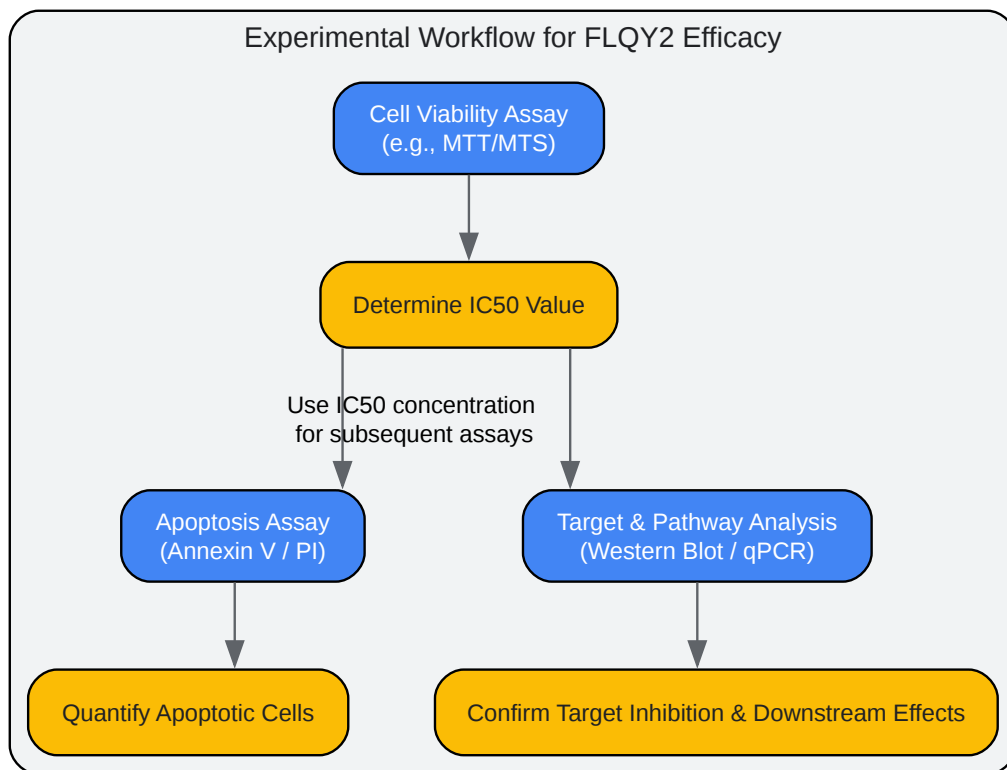 Experimental Workflow for FLQY2 Efficacy
Cell Viability Assay
(e.g., MTT/MTS)
Determine IC50 Value
Use IC50 concentration
for subsequent assays
Apoptosis Assay
(Annexin V / PI)
Target & Pathway Analysis
(Western Blot / qPCR)
Quantify Apoptotic Cells
Confirm Target Inhibition & Downstream Effects